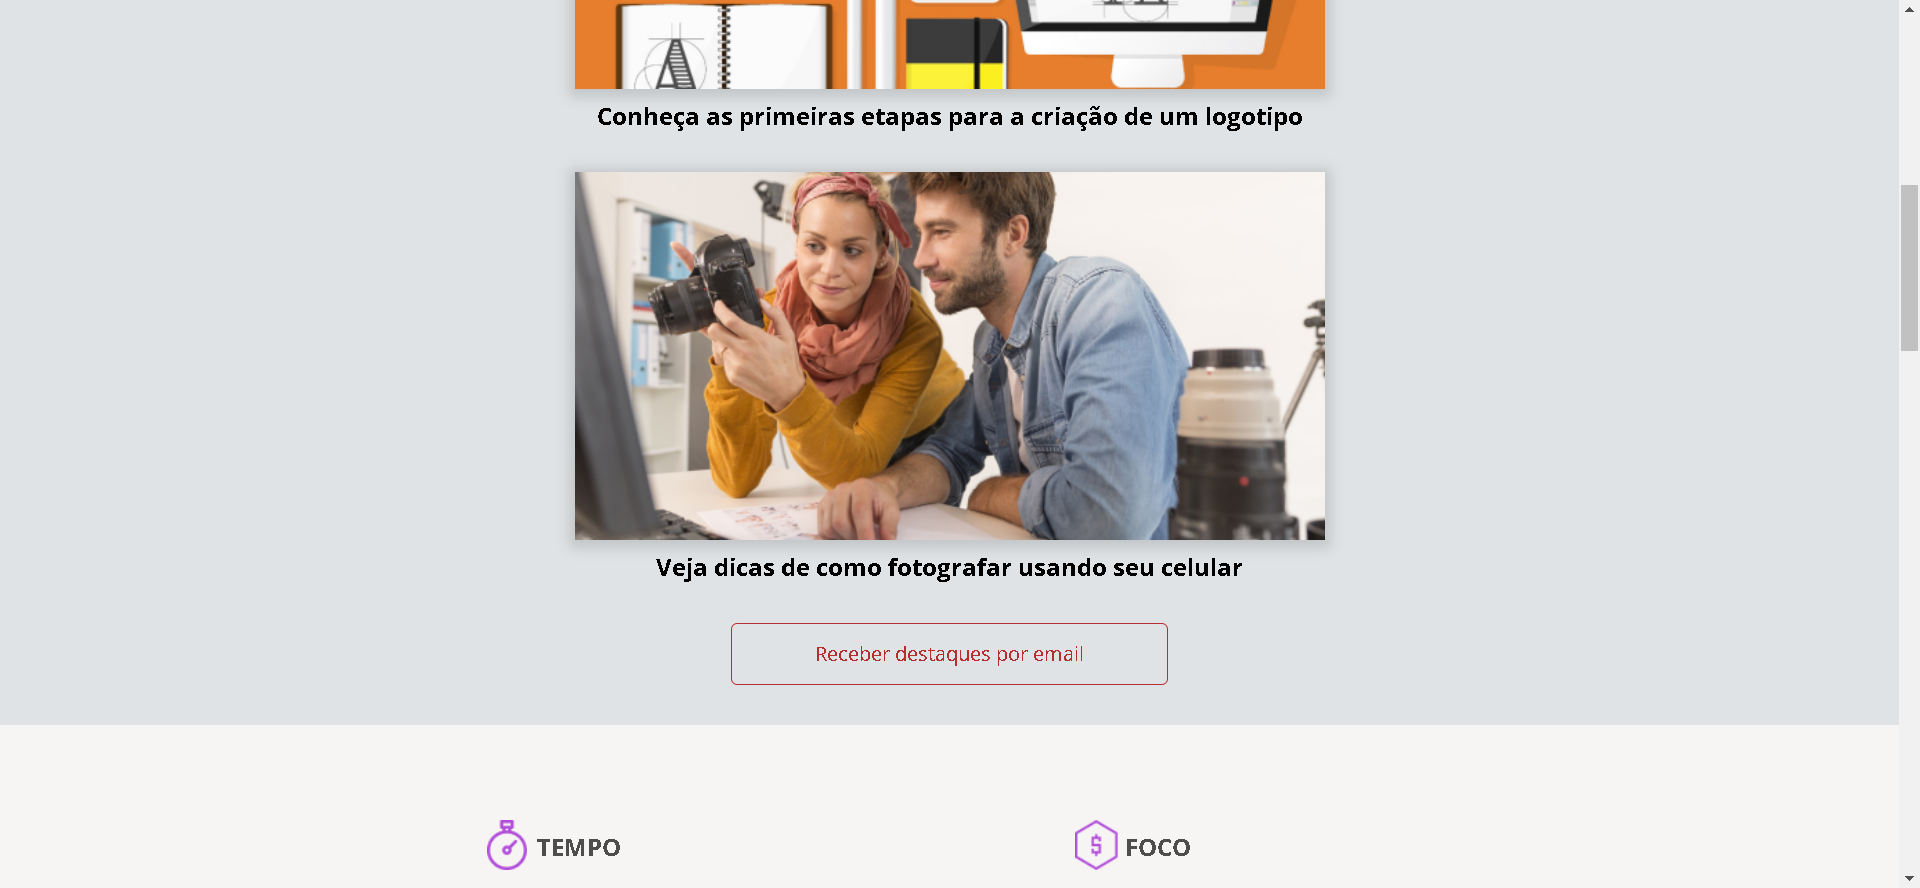 A
Conheça as primeiras etapas para a criação de um logotipo
Veja dicas de como fotografar usando seu celular
Receber destaques por email
TEMPO
$ FOCO